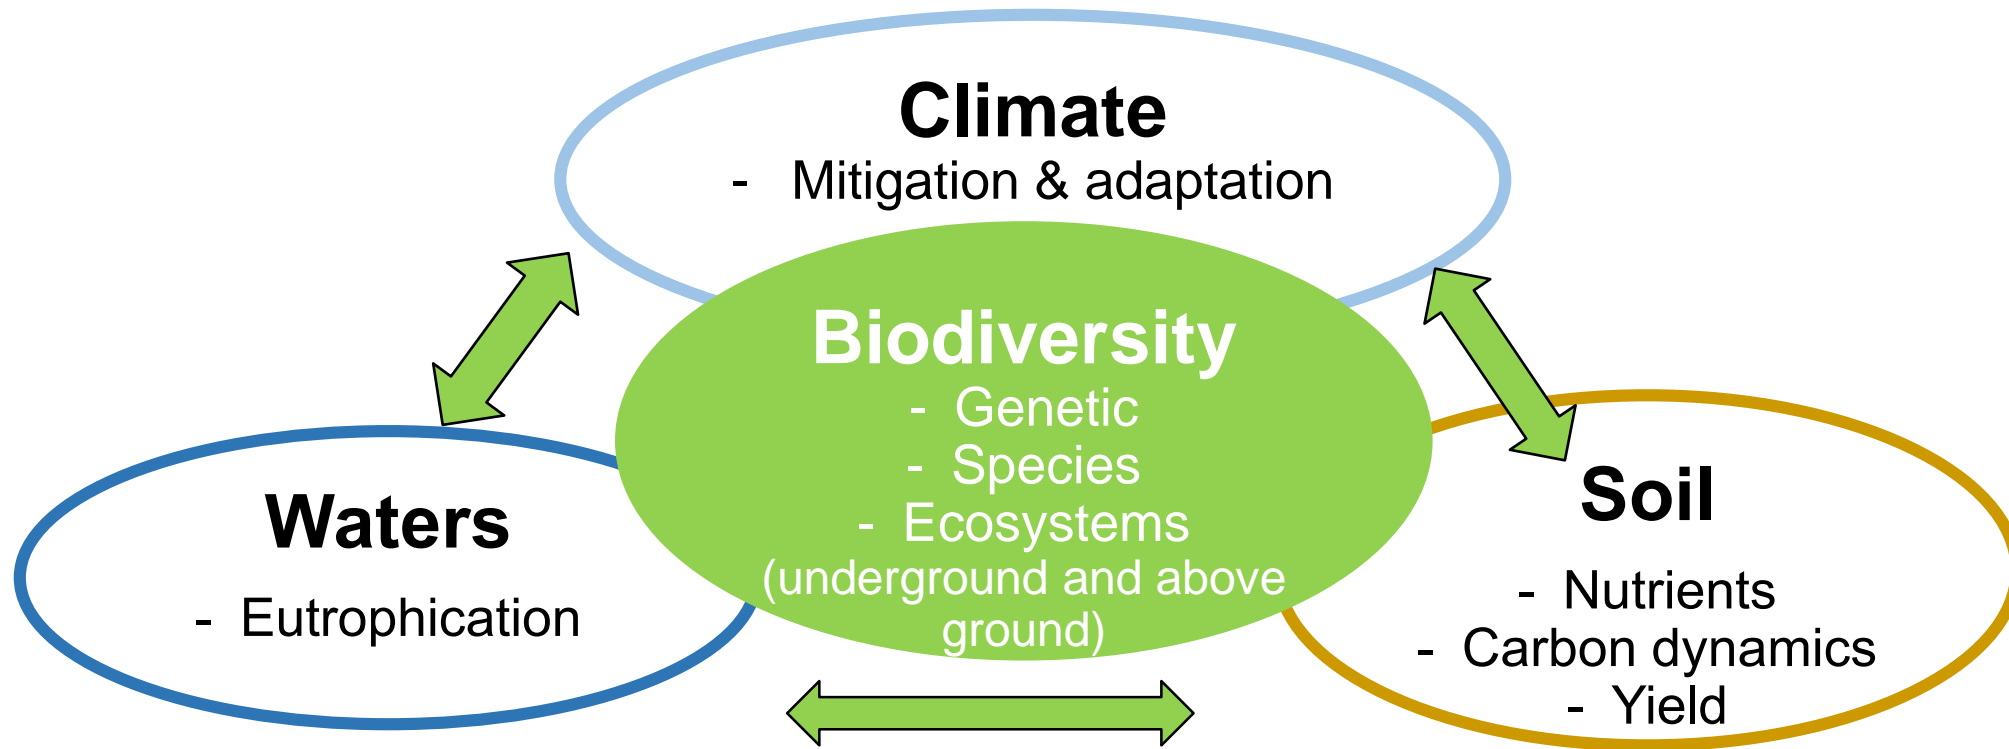 Climate
- Mitigation & adaptation
Biodiversity
- Genetic
- Species
- Ecosystems
(underground and above
ground)
Waters
- Eutrophication
Soil
- Nutrients
- Carbon dynamics
- Yield